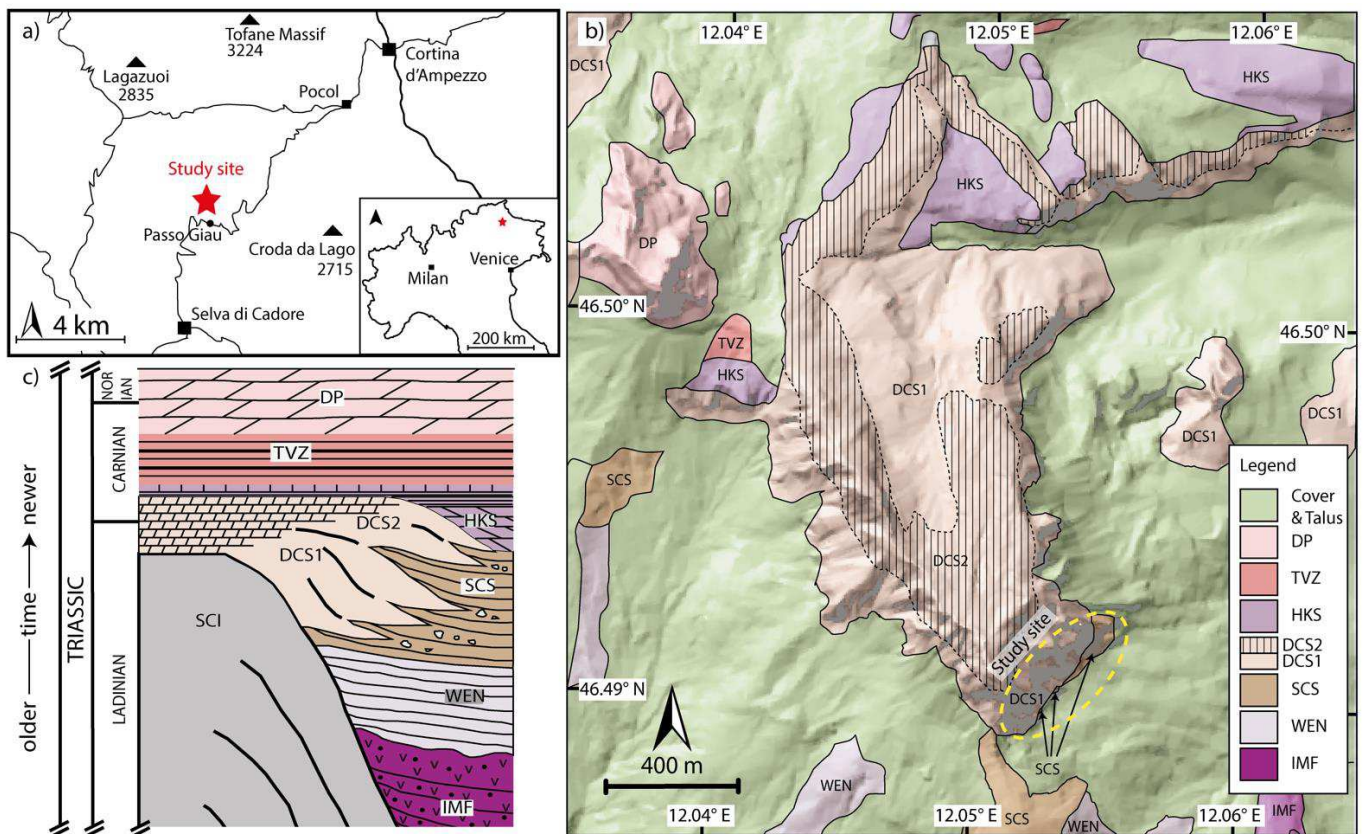 a)
Tofane Massif
3224
Cortina
d'Ampezzo
Lagazuoi
2835
Pocol
Study site
Passo Giau
Croda da Lago
2715
Milan
Venice
4 km
Selva di Cadore
200 km
b)
12.04° E
12.05° E
12.06° E
DCS1
HKS
HKS
DP
46.50° N
46.50° N
TVZ
HKS
DCS1
DCS1
DCS1
SCS
DCS2
Study site
46.49° N
46.49° N
DCS1
400 m
SCS
WEN
12.04° E
12.05° E
12.06° E
SCS
WEN
IMF
Legend
Cover
& Talus
DP
TVZ
HKS
DCS2
DCS1
SCS
WEN
IMF
c)
older
time
newer
TRIASSIC
NOR
IAN
CARNIAN
LADINIAN
DP
TVZ
DCS2
HKS
DCS1
SCS
SCI
WEN
IMF